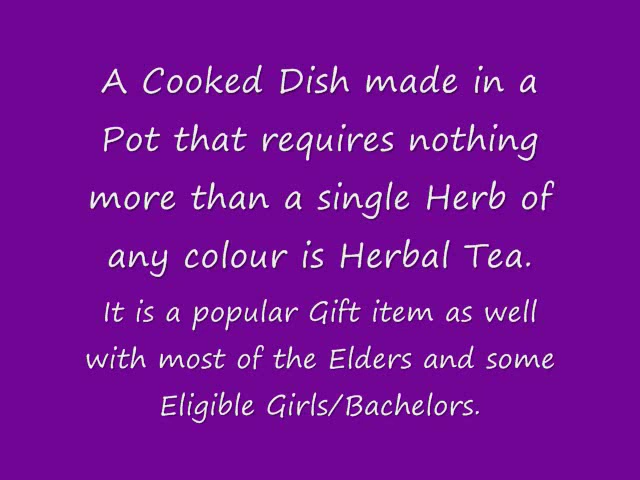 A Cooked Dish made in a
Pot that requires nothing
more than a single Herb of
any colour is Herbal Tea.
It is a popular Gift item as well
with most of the Elders and some
Eligible Girls/Bachelors.